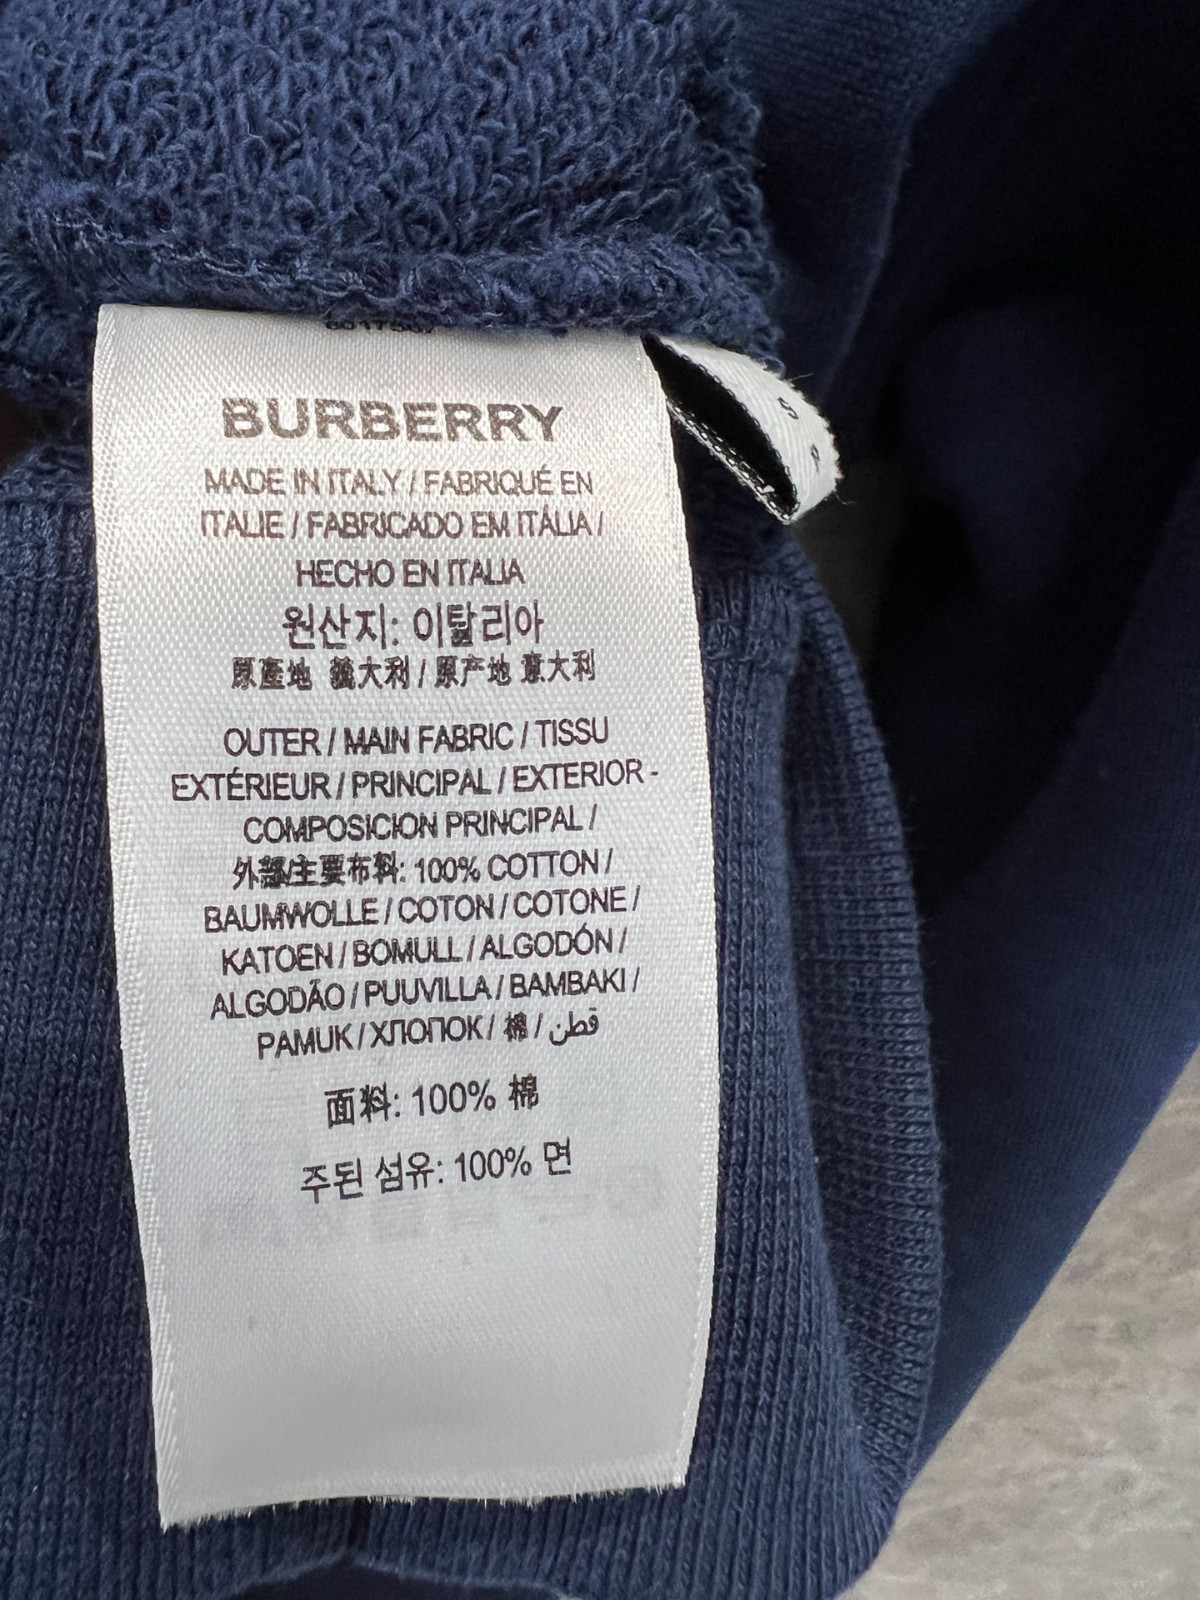 BURBERRY
MADE IN ITALY / FABRIQUÉ EN
ITALIE / FABRICADO EM ITÁLIA /
HECHO EN ITALIA
원산지: 이탈리아
原產地 義大利 / 原产地 意大利
OUTER / MAIN FABRIC / TISSU
EXTÉRIEUR / PRINCIPAL / EXTERIOR -
COMPOSICION PRINCIPAL /
外部/主要布料: 100% COTTON /
BAUMWOLLE / COTON / COTONE /
KATOEN / BOMULL / ALGODÓN /
ALGODÃO / PUUVILLA / BAMBAKI /
PAMUK / ХЛОПОК / 棉 / قطن
面料: 100% 棉
주된 섬유: 100% 면